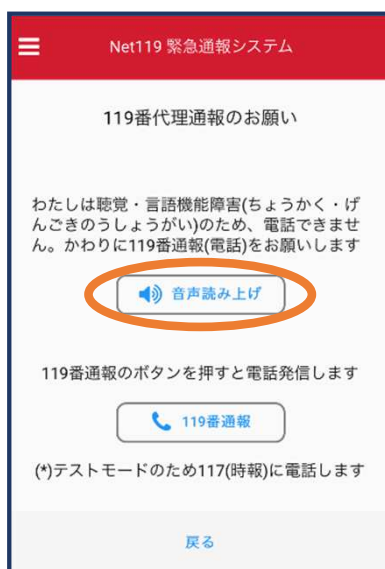 Net119 緊急通報システム
119番代理通報のお願い
わたしは聴覚・言語機能障害(ちょうかく・げ
んごきのうしょうがい)のため、電話できませ
ん。かわりに119番通報(電話)をお願いします
音声読み上げ
119番通報のボタンを押すと電話発信します
119番通報
(*)テストモードのため117(時報)に電話します
戻る